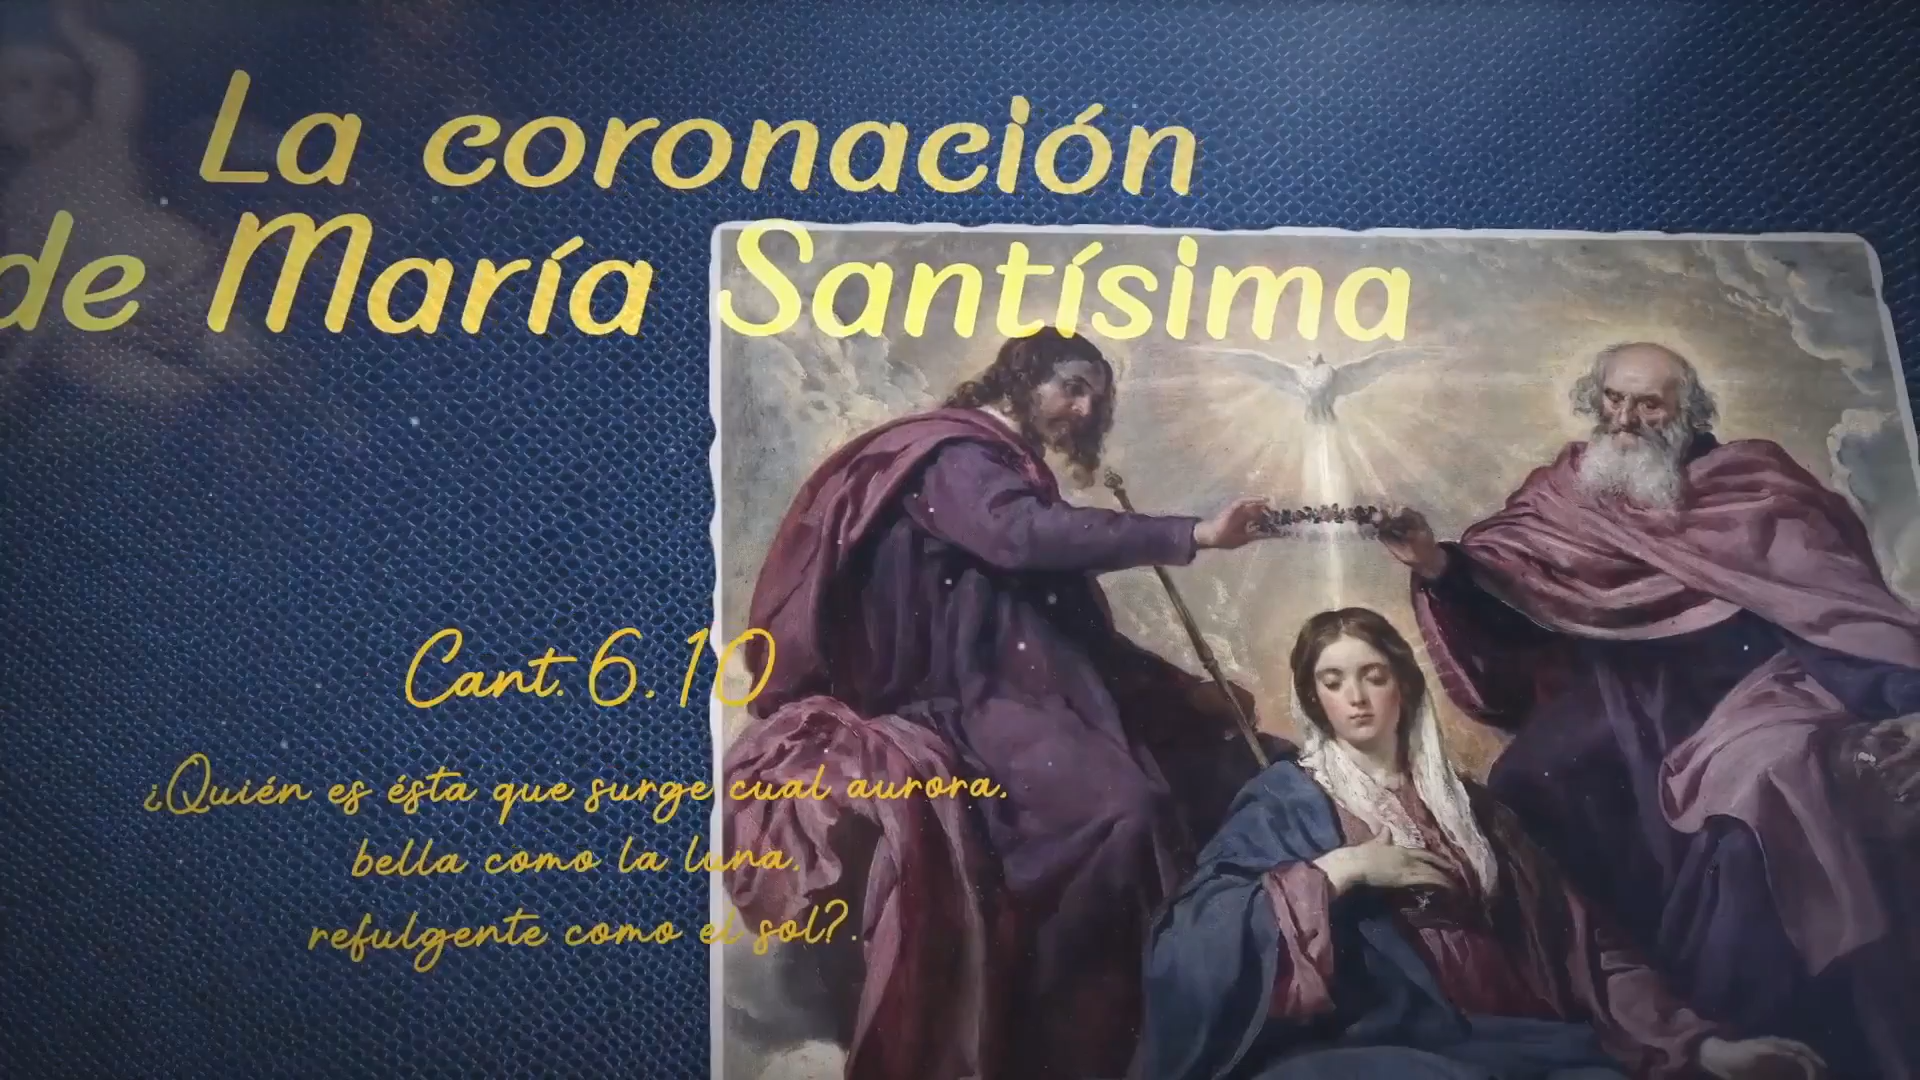 La coronación
de María Santísima
Cant. 6.10
¿Quién es ésta que surge cual aurora.
bella como la luna.
refulgente como el sol?.